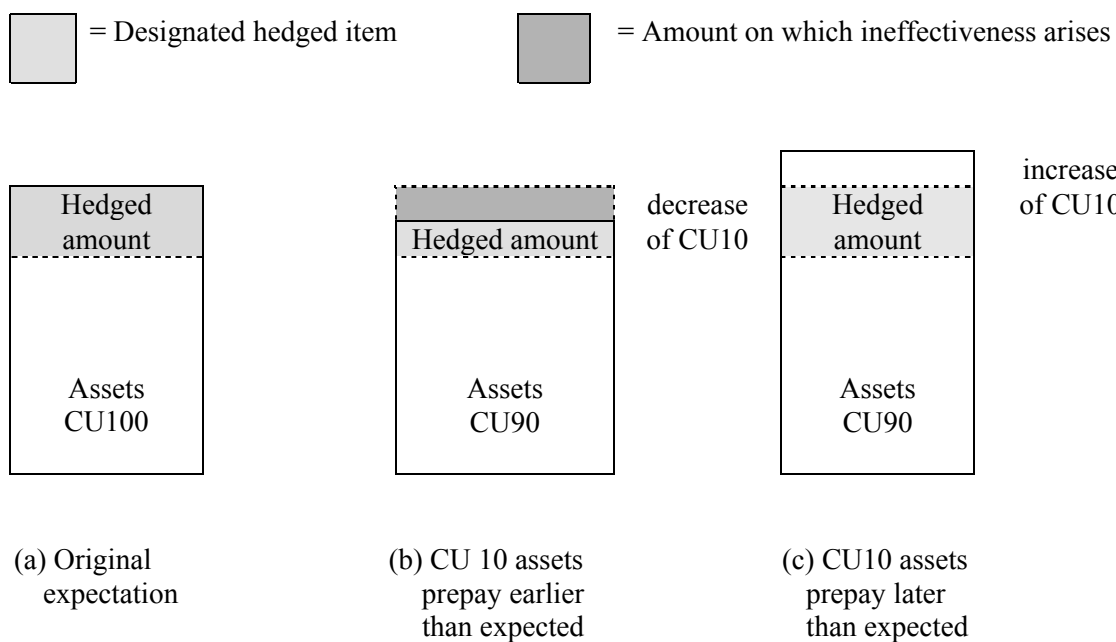 = Designated hedged item
= Amount on which ineffectiveness arises
Hedged
amount
Assets
CU100
Hedged amount
decrease
of CU10
Assets
CU90
Hedged
amount
increase
of CU10
Assets
CU90
(a) Original
expectation
(b) CU 10 assets
prepay earlier
than expected
(c) CU10 assets
prepay later
than expected